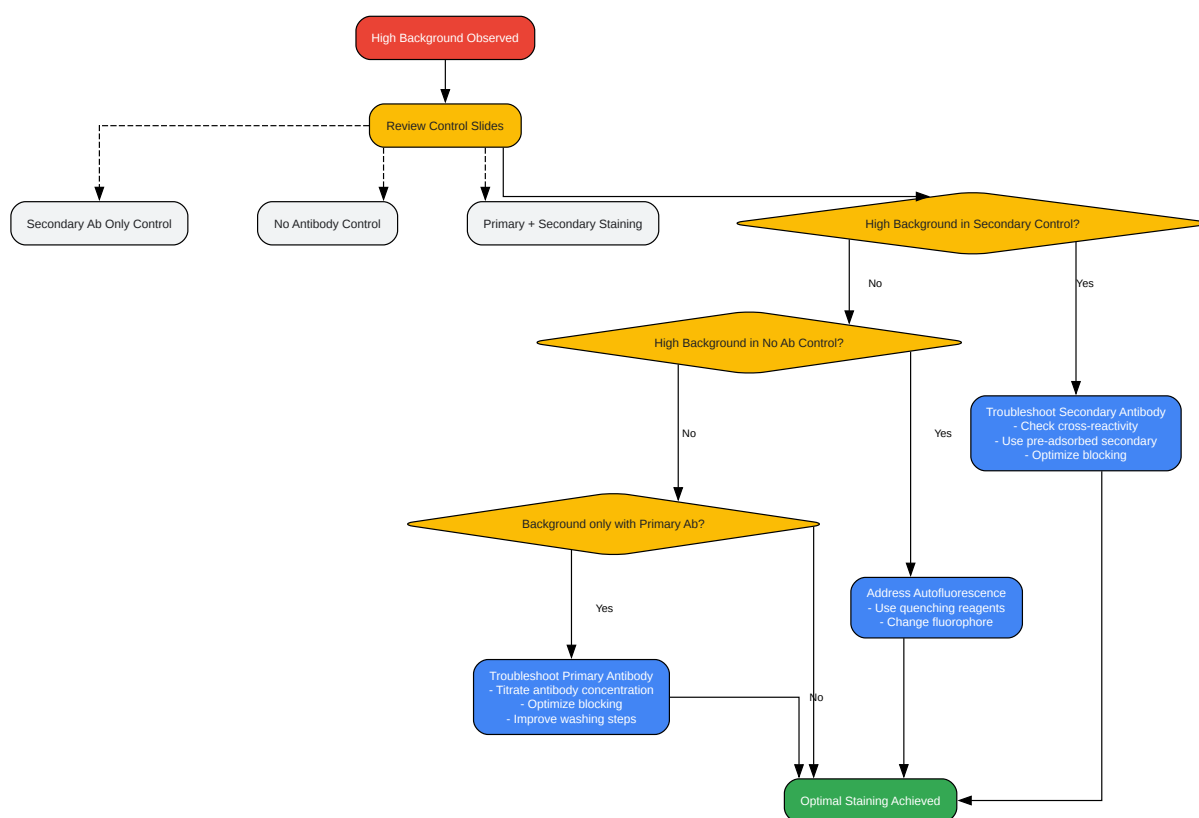 High Background Observed
Review Control Slides
Secondary Ab Only Control
No Antibody Control
Primary + Secondary Staining
High Background in Secondary Control?
No
Yes
High Background in No Ab Control?
No
Yes
Troubleshoot Secondary Antibody
- Check cross-reactivity
- Use pre-adsorbed secondary
- Optimize blocking
Background only with Primary Ab?
Yes
No
Address Autofluorescence
- Use quenching reagents
- Change fluorophore
Troubleshoot Primary Antibody
- Titrate antibody concentration
- Optimize blocking
- Improve washing steps
Optimal Staining Achieved